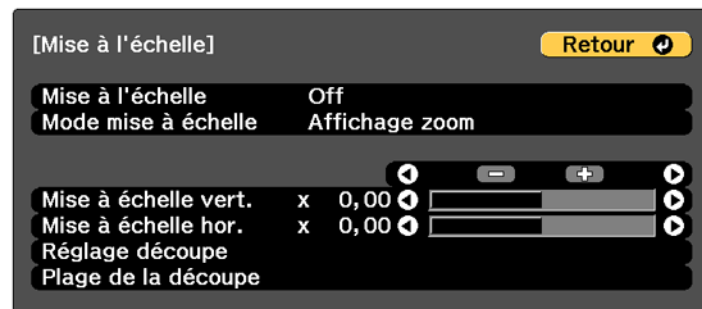 [Mise à l'échelle] Retour
Mise à l'échelle Off
Mode mise à échelle Affichage zoom
Mise à échelle vert. x 0,00
Mise à échelle hor. x 0,00
Réglage découpe
Plage de la découpe